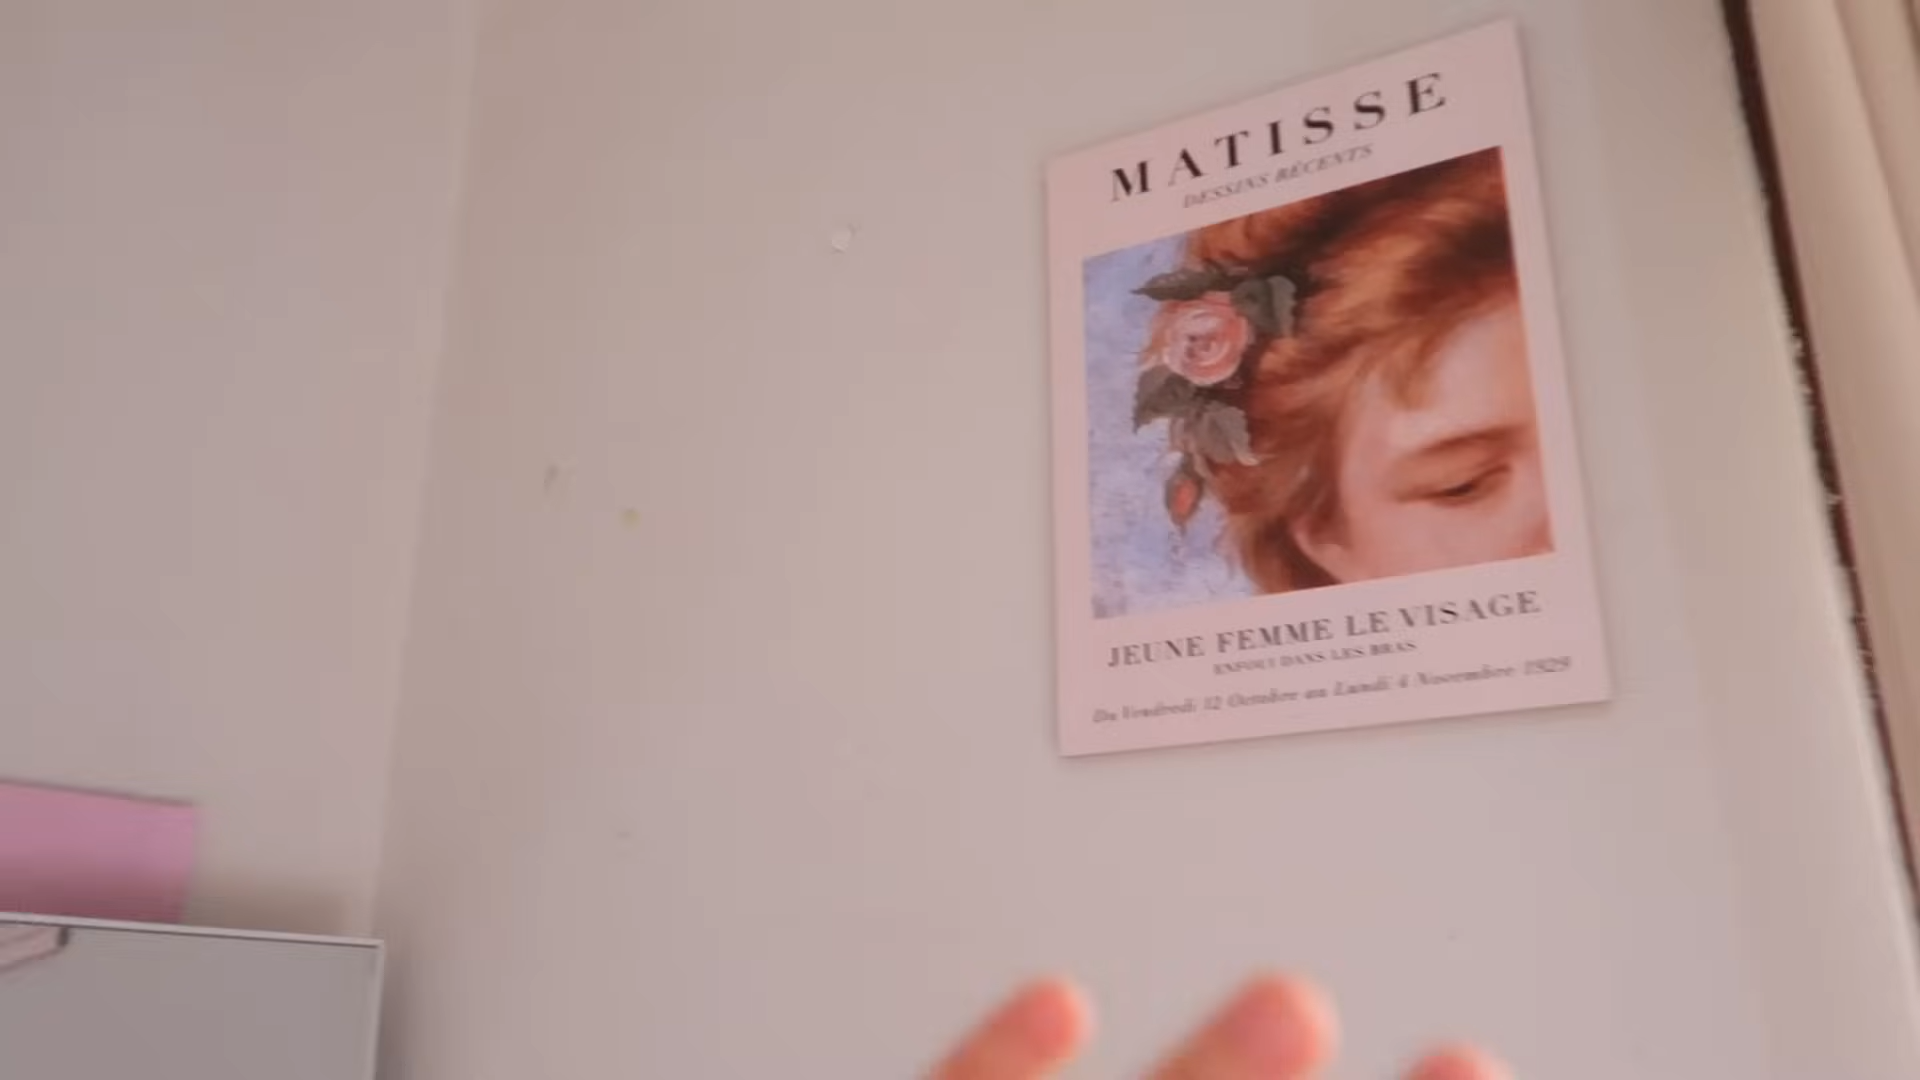 MATISSE
DESSINS RÉCENTS
JEUNE FEMME LE VISAGE
ENFOUI DANS LES BRAS
Du Vendredi 12 Octobre au Lundi 4 Novembre 1929